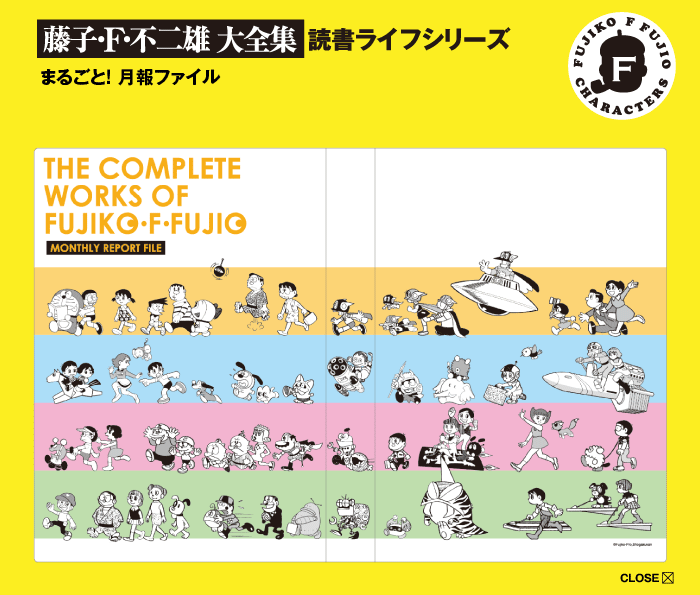 藤子・F・不二雄 大全集 読書ライフシリーズ
まるごと! 月報ファイル
FUJIKO F FUJIO
F
CHARACTERS
THE COMPLETE
WORKS OF
FUJIKO・F・FUJIO
MONTHLY REPORT FILE
CLOSE